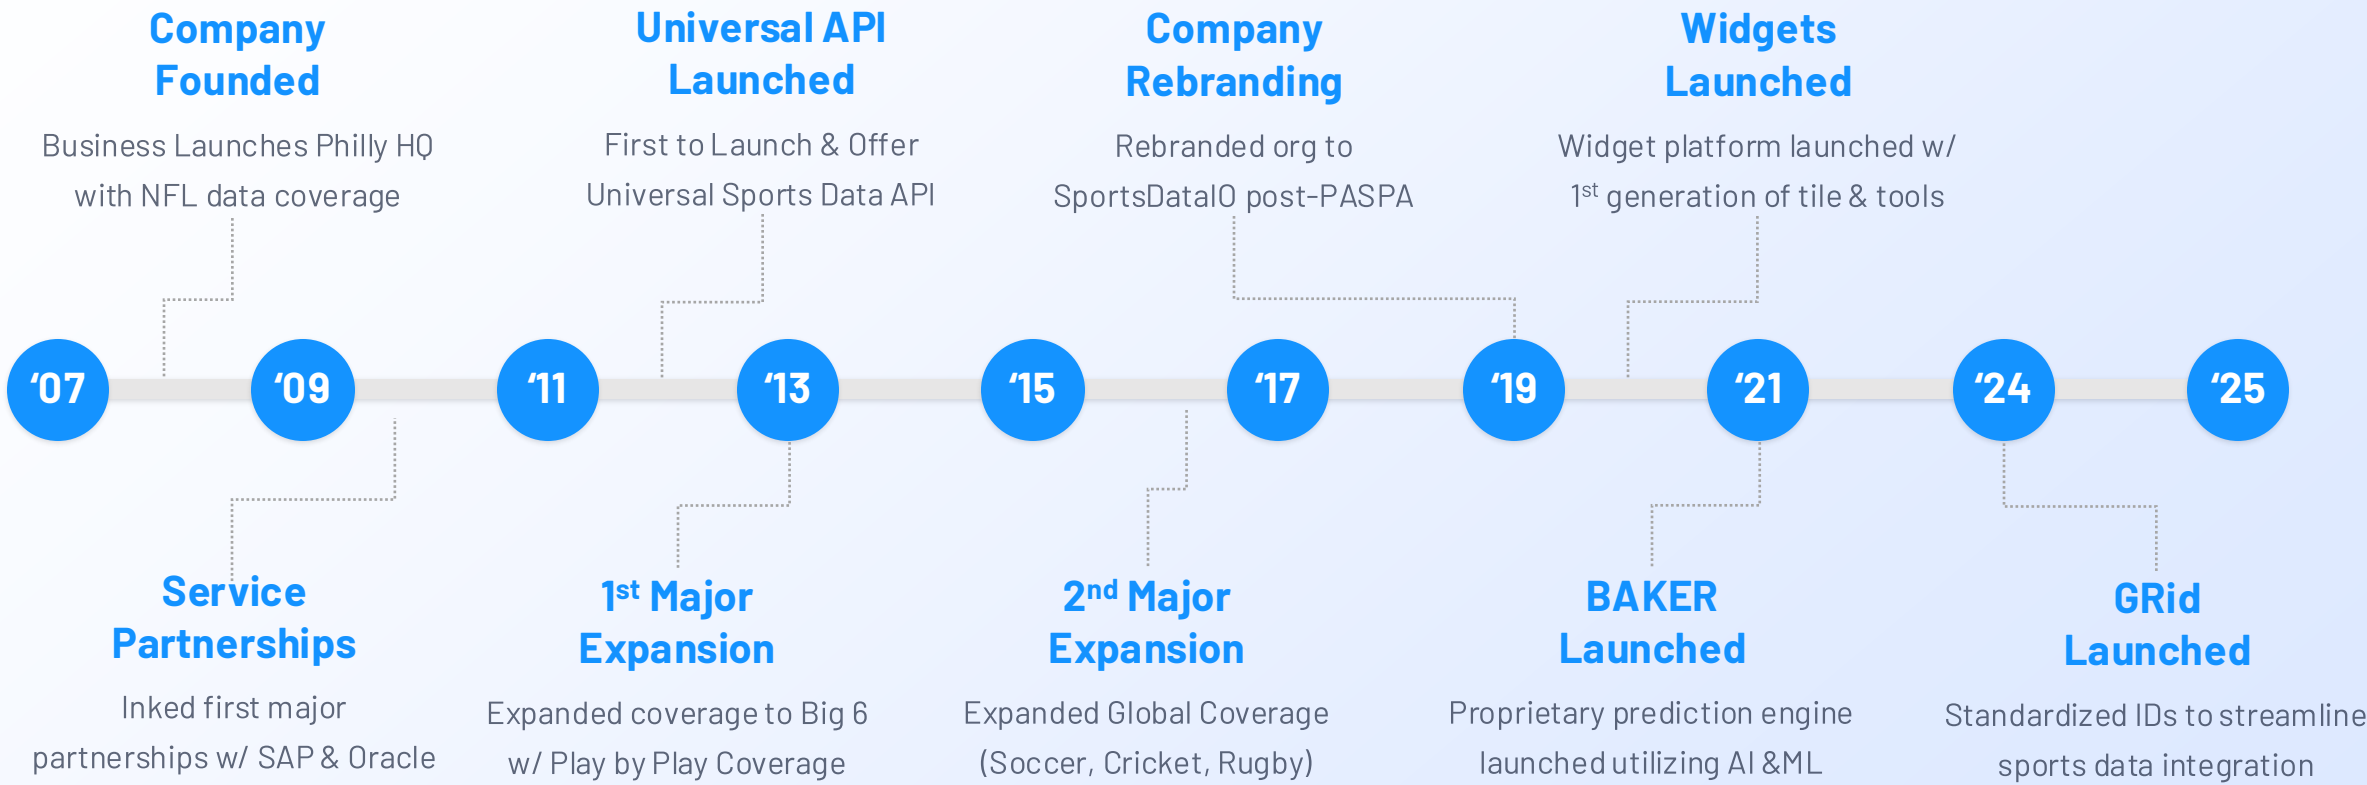 Company
Founded
Business Launches Philly HQ
with NFL data coverage
Universal API
Launched
First to Launch & Offer
Universal Sports Data API
Company
Rebranding
Rebranded org to
SportsDataIO post-PASPA
Widgets
Launched
Widget platform launched w/
1st generation of tile & tools
‘07
‘09
‘11
‘13
‘15
‘17
‘19
‘21
‘24
‘25
Service
Partnerships
Inked first major
partnerships w/ SAP & Oracle
1st Major
Expansion
Expanded coverage to Big 6
w/ Play by Play Coverage
2nd Major
Expansion
Expanded Global Coverage
(Soccer, Cricket, Rugby)
BAKER
Launched
Proprietary prediction engine
launched utilizing AI &ML
GRid
Launched
Standardized IDs to streamline
sports data integration